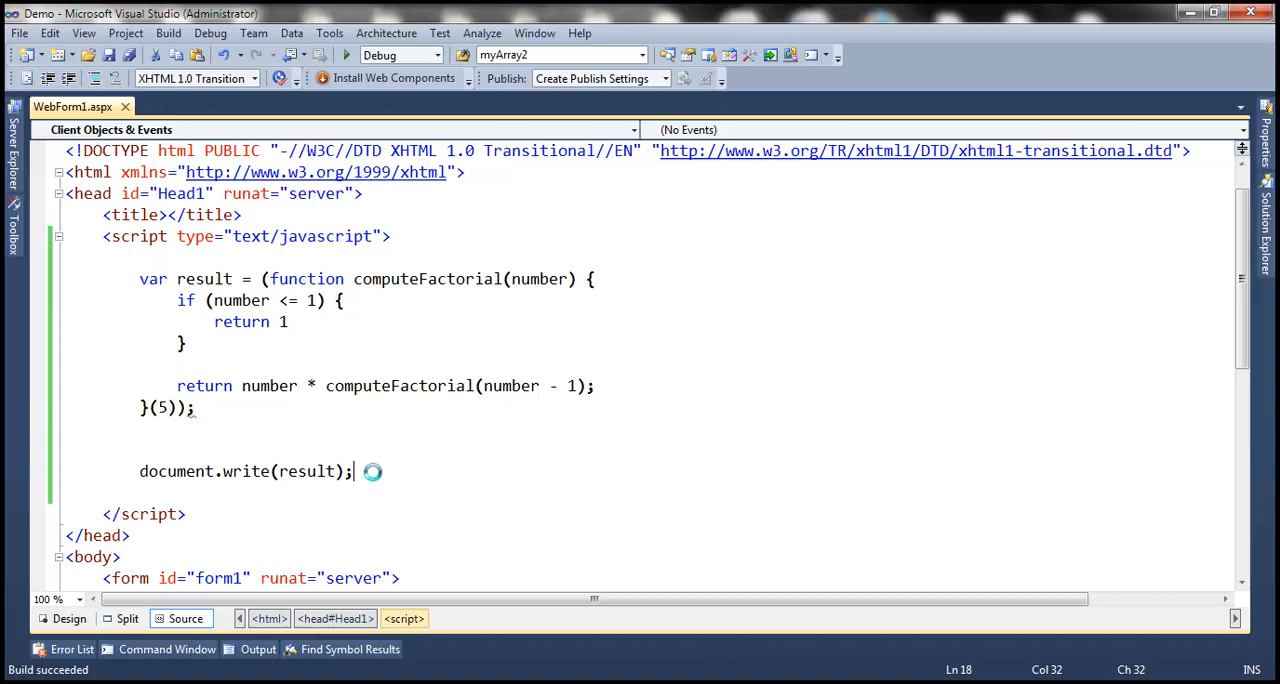 Demo - Microsoft Visual Studio (Administrator)
File Edit View Project Build Debug Team Data Tools Architecture Test Analyze Window Help
Debug myArray2
XHTML 1.0 Transition Install Web Components Publish: Create Publish Settings
WebForm1.aspx
Client Objects & Events (No Events)
<!DOCTYPE html PUBLIC "-//W3C//DTD XHTML 1.0 Transitional//EN" "http://www.w3.org/TR/xhtml1/DTD/xhtml1-transitional.dtd">
<html xmlns="http://www.w3.org/1999/xhtml">
<head id="Head1" runat="server">
<title></title>
<script type="text/javascript">
var result = (function computeFactorial(number) {
if (number <= 1) {
return 1
}
return number * computeFactorial(number - 1);
}(5));
document.write(result);
</script>
</head>
<body>
<form id="form1" runat="server">
100 %
Design Split Source <html> <head#Head1> <script>
Error List Command Window Output Find Symbol Results
Build succeeded Ln 18 Col 32 Ch 32 INS
Server Explorer
Toolbox
Properties
Solution Explorer